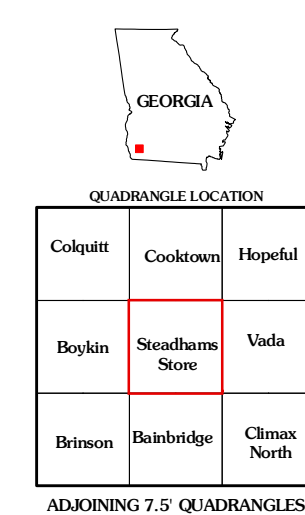 GEORGIA
QUADRANGLE LOCATION
Colquitt
Cooktown
Hopeful
Boykin
Steadhams
Store
Vada
Brinson
Bainbridge
Climax
North
ADJOINING 7.5' QUADRANGLES